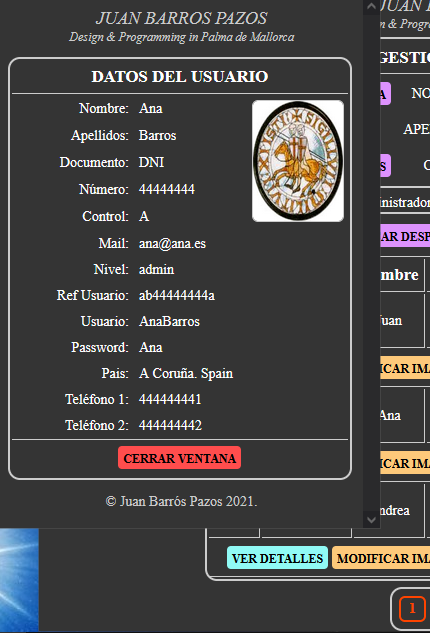 JUAN BARROS PAZOS
Design & Programming in Palma de Mallorca
DATOS DEL USUARIO
Nombre: Ana
Apellidos: Barros
Documento: DNI
Número: 44444444
Control: A
Mail: ana@ana.es
Nivel: admin
Ref Usuario: ab44444444a
Usuario: AnaBarros
Password: Ana
Pais: A Coruña. Spain
Teléfono 1: 444444441
Teléfono 2: 444444442
CERRAR VENTANA
© Juan Barrós Pazos 2021.
JUAN
n & Progr
GESTI
A NO
APE
S C
inistrador
AR DESP
mbre
uan
ICAR IMA
Ana
ICAR IMA
ndrea
VER DETALLES MODIFICAR IMA
1